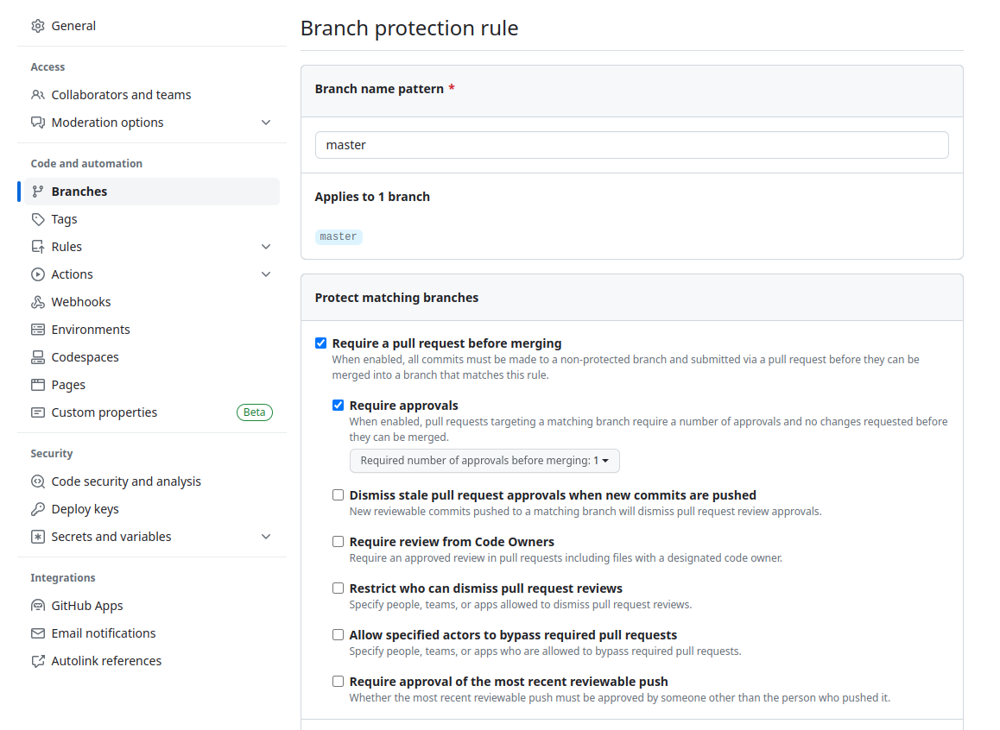 General
Access
Collaborators and teams
Moderation options
Code and automation
Branches
Tags
Rules
Actions
Webhooks
Environments
Codespaces
Pages
Custom properties Beta
Security
Code security and analysis
Deploy keys
Secrets and variables
Integrations
GitHub Apps
Email notifications
Autolink references
Branch protection rule
Branch name pattern *
master
Applies to 1 branch
master
Protect matching branches
Require a pull request before merging
When enabled, all commits must be made to a non-protected branch and submitted via a pull request before they can be
merged into a branch that matches this rule.
Require approvals
When enabled, pull requests targeting a matching branch require a number of approvals and no changes requested before
they can be merged.
Required number of approvals before merging: 1
Dismiss stale pull request approvals when new commits are pushed
New reviewable commits pushed to a matching branch will dismiss pull request review approvals.
Require review from Code Owners
Require an approved review in pull requests including files with a designated code owner.
Restrict who can dismiss pull request reviews
Specify people, teams, or apps allowed to dismiss pull request reviews.
Allow specified actors to bypass required pull requests
Specify people, teams, or apps who are allowed to bypass required pull requests.
Require approval of the most recent reviewable push
Whether the most recent reviewable push must be approved by someone other than the person who pushed it.